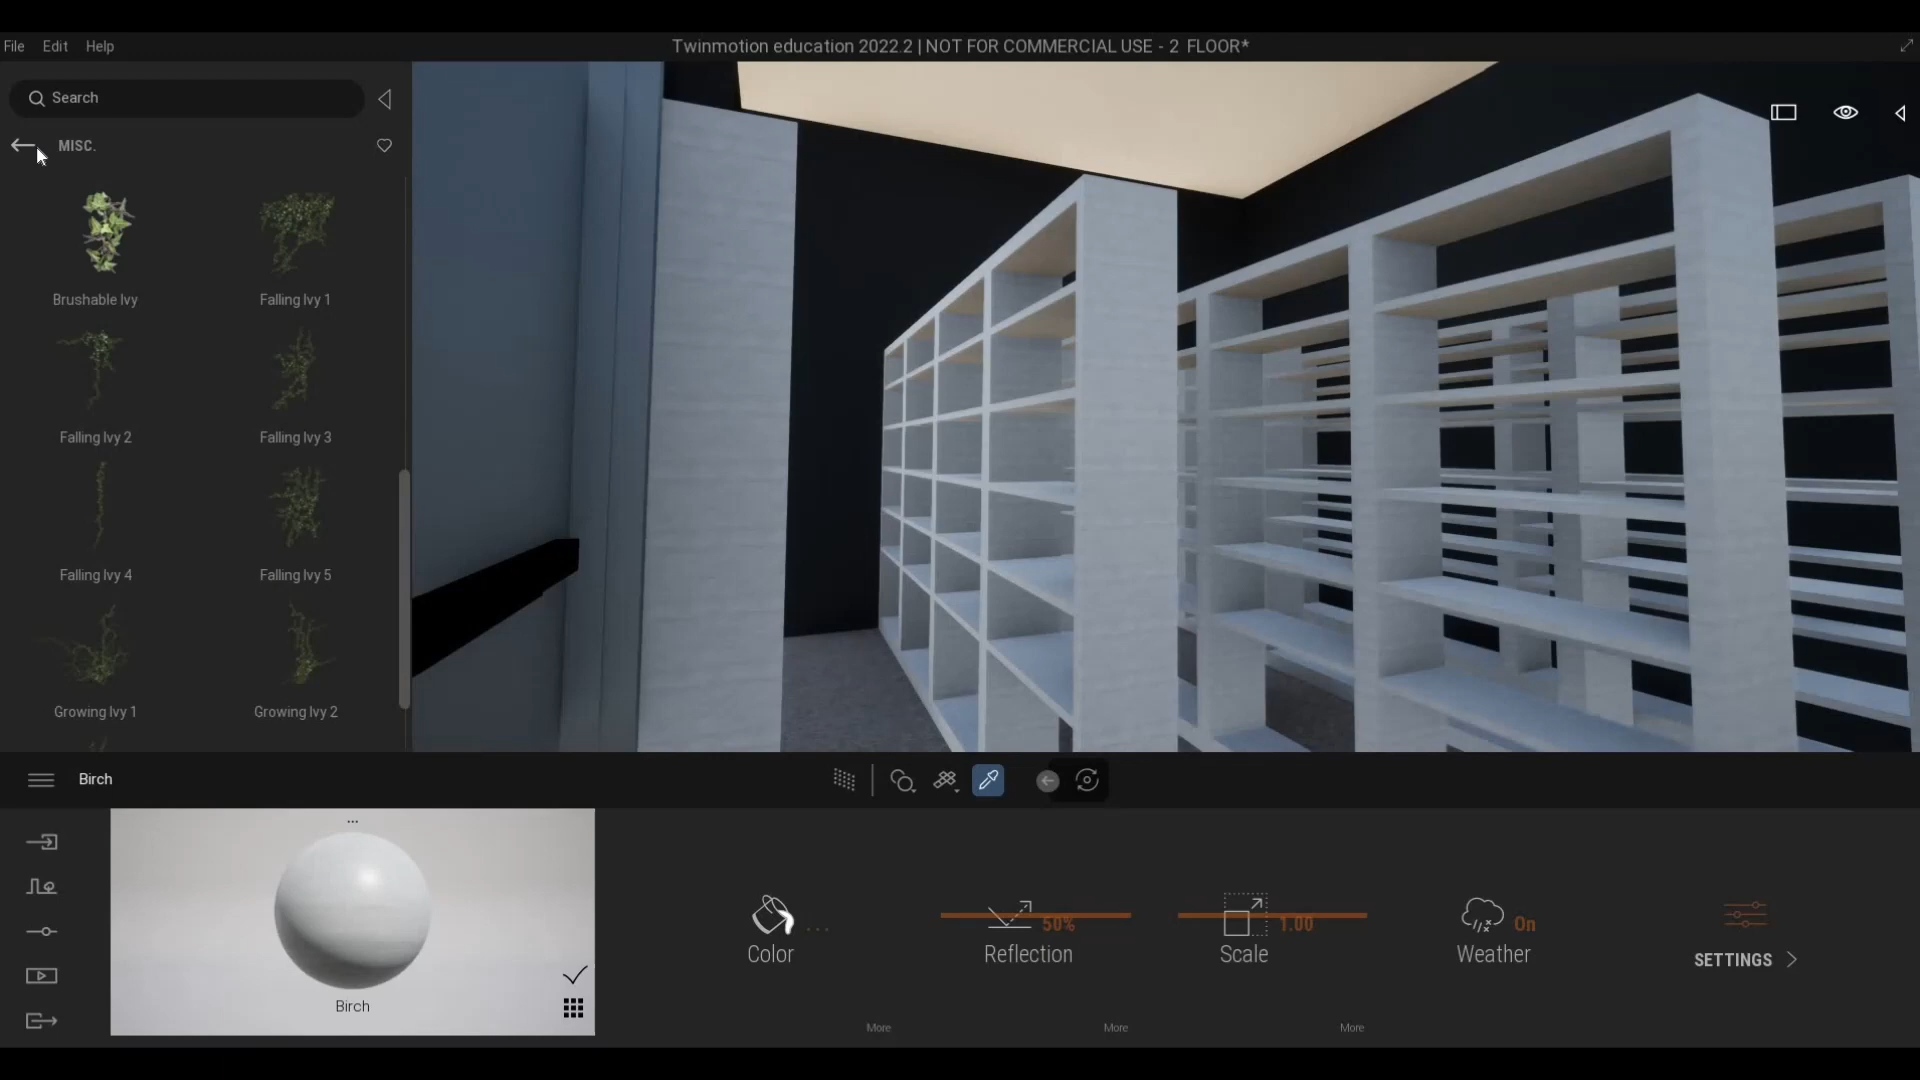 File Edit Help
Twinmotion education 2022.2 | NOT FOR COMMERCIAL USE - 2 FLOOR*
Search
MISC.
Brushable Ivy Falling Ivy 1
Falling Ivy 2 Falling Ivy 3
Falling Ivy 4 Falling Ivy 5
Growing Ivy 1 Growing Ivy 2
Birch
...
Birch
Color ...
Reflection 50%
Scale 1.00
Weather On
SETTINGS
More More More